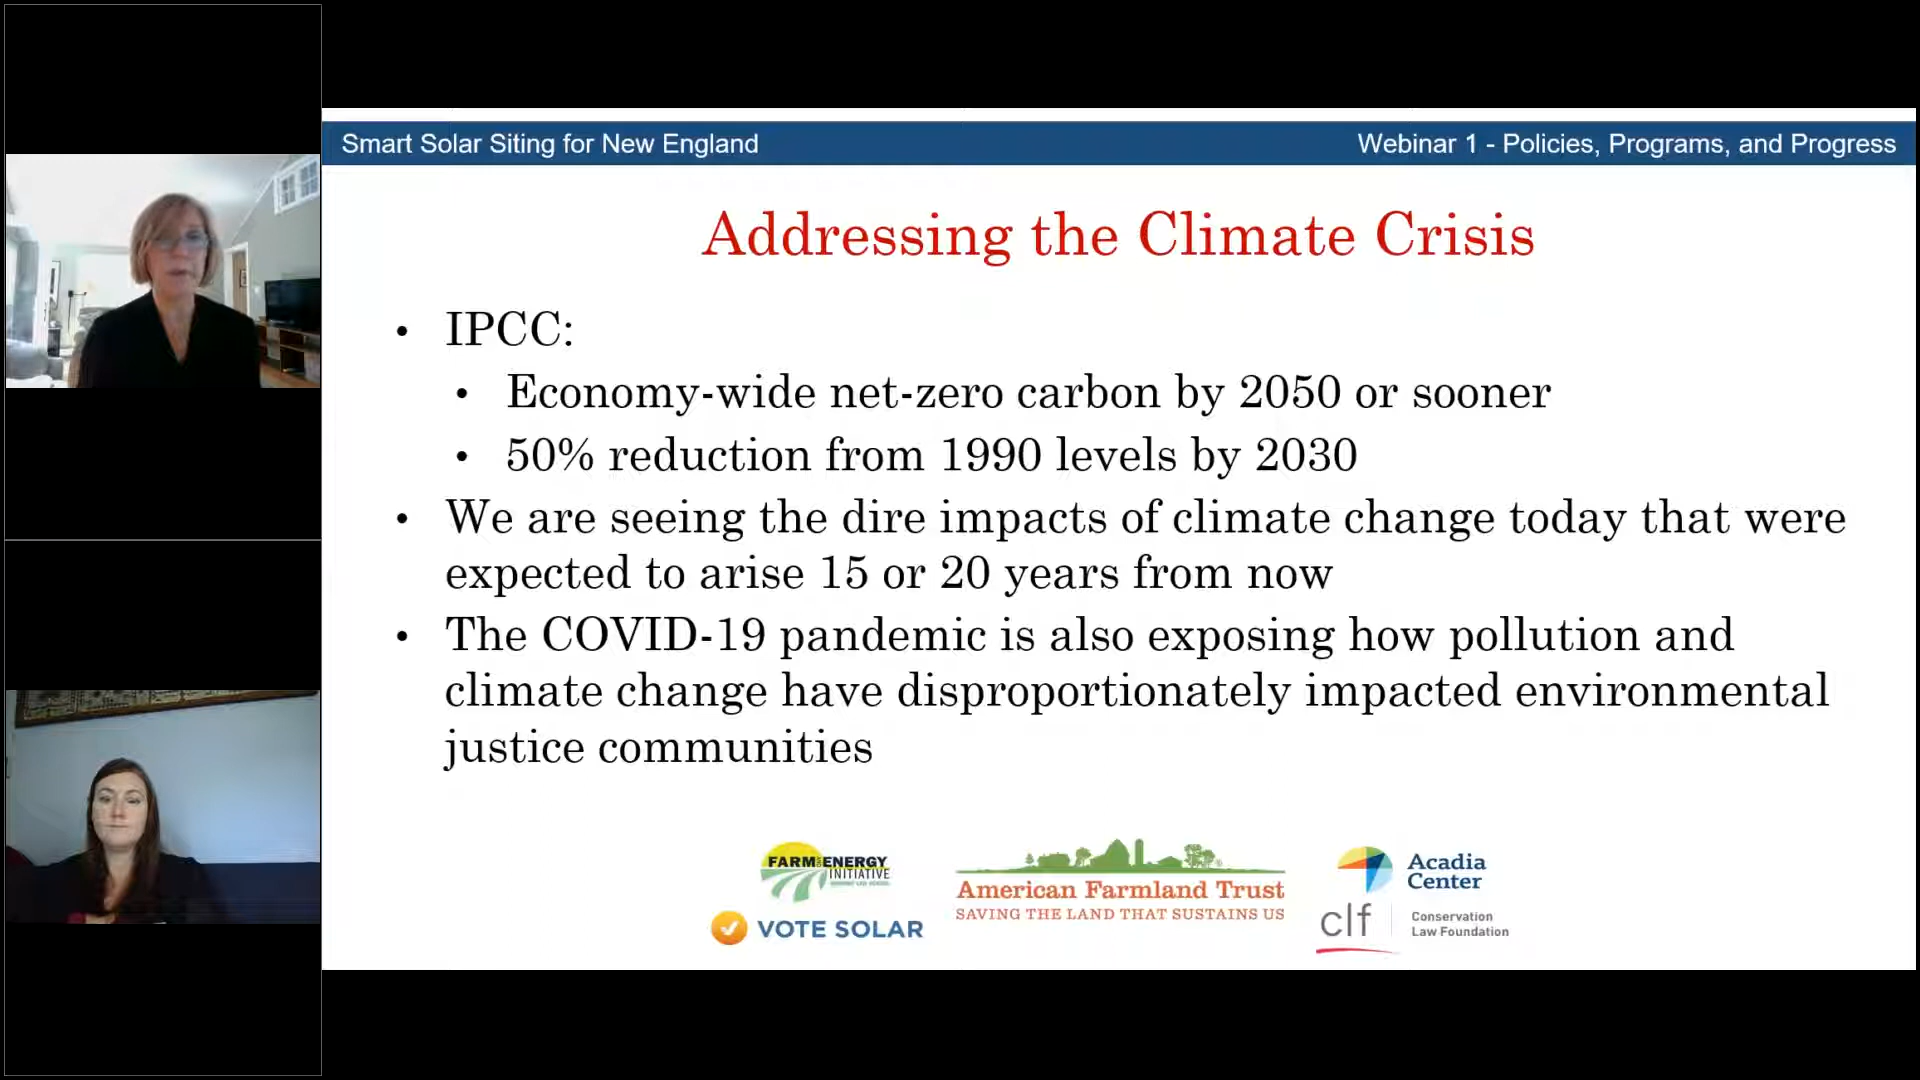 Smart Solar Siting for New England
Webinar 1 - Policies, Programs, and Progress
Addressing the Climate Crisis
• IPCC:
• Economy-wide net-zero carbon by 2050 or sooner
• 50% reduction from 1990 levels by 2030
• We are seeing the dire impacts of climate change today that were
expected to arise 15 or 20 years from now
• The COVID-19 pandemic is also exposing how pollution and
climate change have disproportionately impacted environmental
justice communities
FARM ENERGY
INITIATIVE
VOTE SOLAR
American Farmland Trust
SAVING THE LAND THAT SUSTAINS US
Acadia
Center
clf
Conservation
Law Foundation